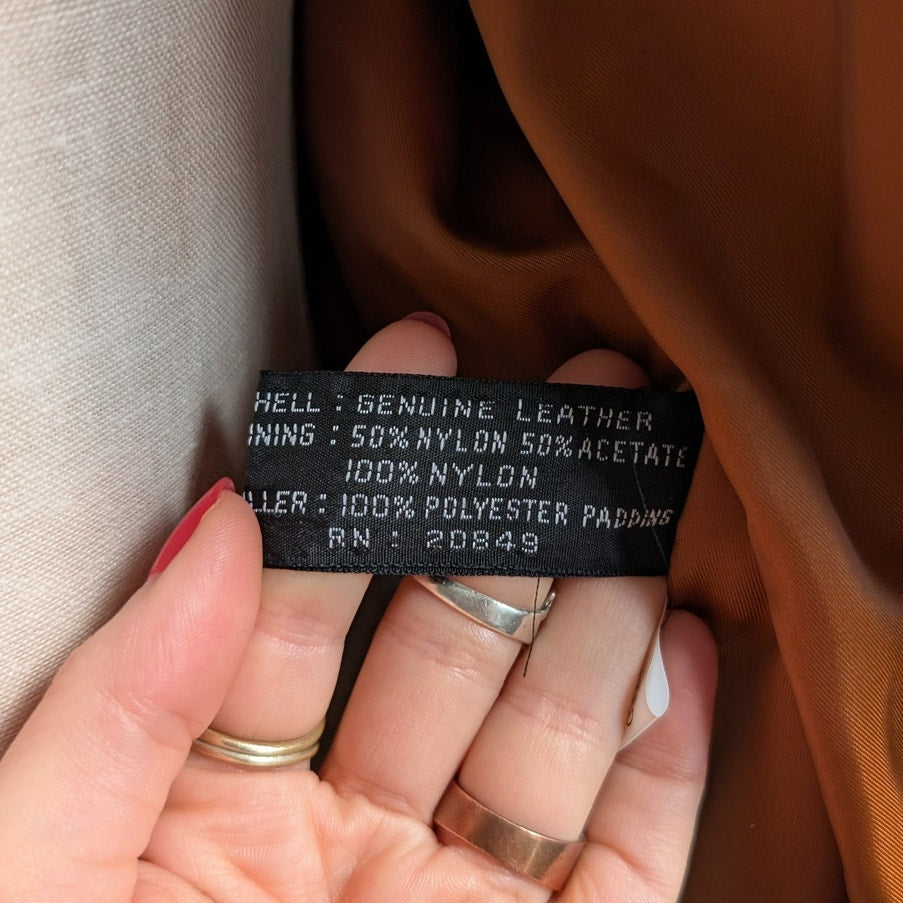 HELL : GENUINE LEATHER
INING : 50% NYLON 50% ACETATE
100% NYLON
LLER : 100% POLYESTER PADDING
RN : 20849